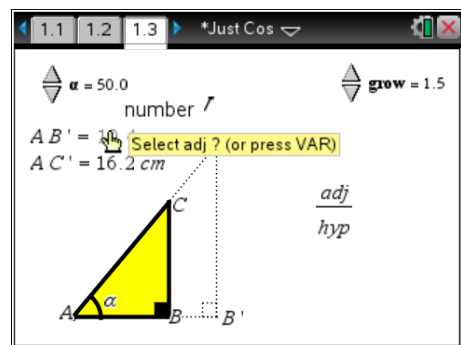 1.1 1.2 1.3 *Just Cos
α = 50.0
grow = 1.5
number
A B' =
Select adj ? (or press VAR)
A C' = 16.2 cm
adj
hyp
C
A α B B'